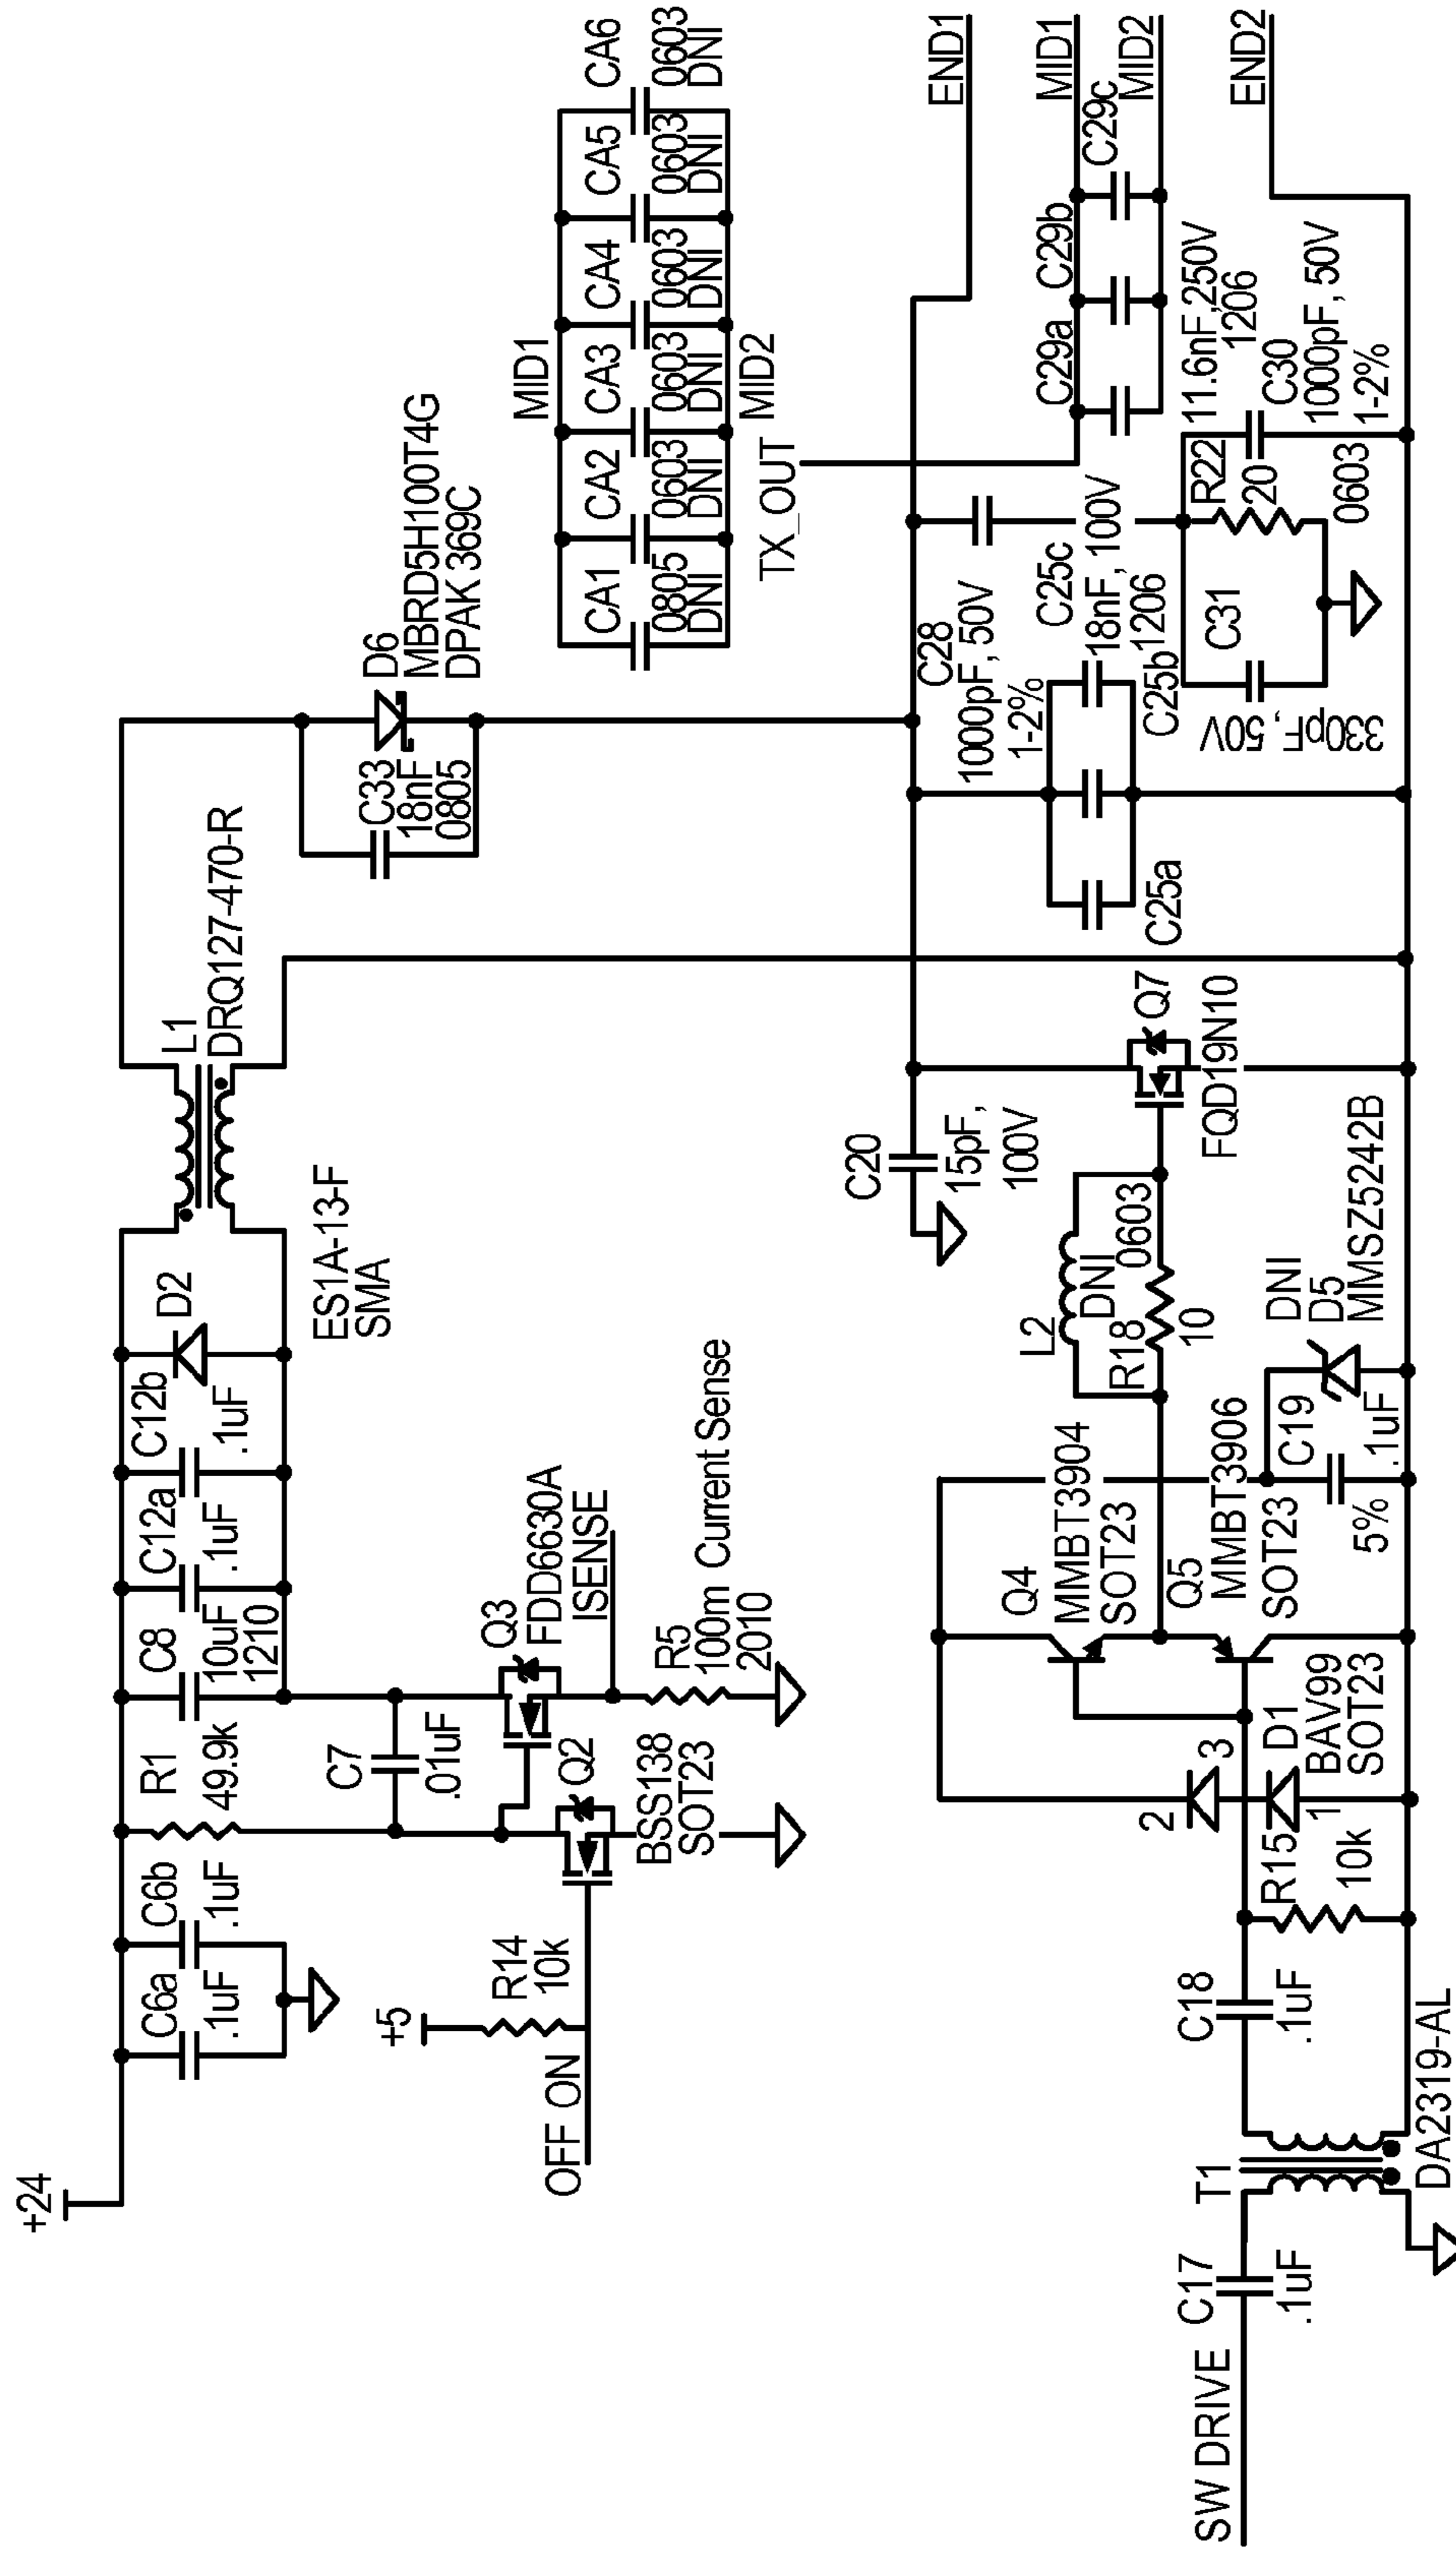 +24
C6a
.1uF
C6b
.1uF
R1
49.9k
C8
10uF
1210
C12a
.1uF
C12b
.1uF
D2
ES1A-13-F
SMA
L1
DRQ127-470-R
D6
MBRD5H100T4G
DPAK 369C
C33
18nF
0805
+5
R14
10k
OFF ON
C7
.01uF
Q2
BSS138
SOT23
Q3
FDD6630A
ISENSE
R5
100m Current Sense
2010
MID1
CA1
0805
DNI
CA2
0603
DNI
CA3
0603
DNI
CA4
0603
DNI
CA5
0603
DNI
CA6
0603
DNI
MID2
TX_OUT
SW DRIVE
C17
.1uF
T1
DA2319-AL
C18
.1uF
R15
10k
2
3
1
D1
BAV99
SOT23
Q4
MMBT3904
SOT23
Q5
MMBT3906
SOT23
C19
.1uF
5%
DNI
D5
MMSZ5242B
L2
DNI
R18
0603
10
C20
15pF,
100V
Q7
FQD19N10
C25a
C25b
C25c
18nF, 100V
1206
C28
1000pF, 50V
1-2%
C31
330pF, 50V
R22
20
0603
C30
1000pF, 50V
1-2%
C29a
C29b
C29c
11.6nF,250V
1206
END1
MID1
MID2
END2